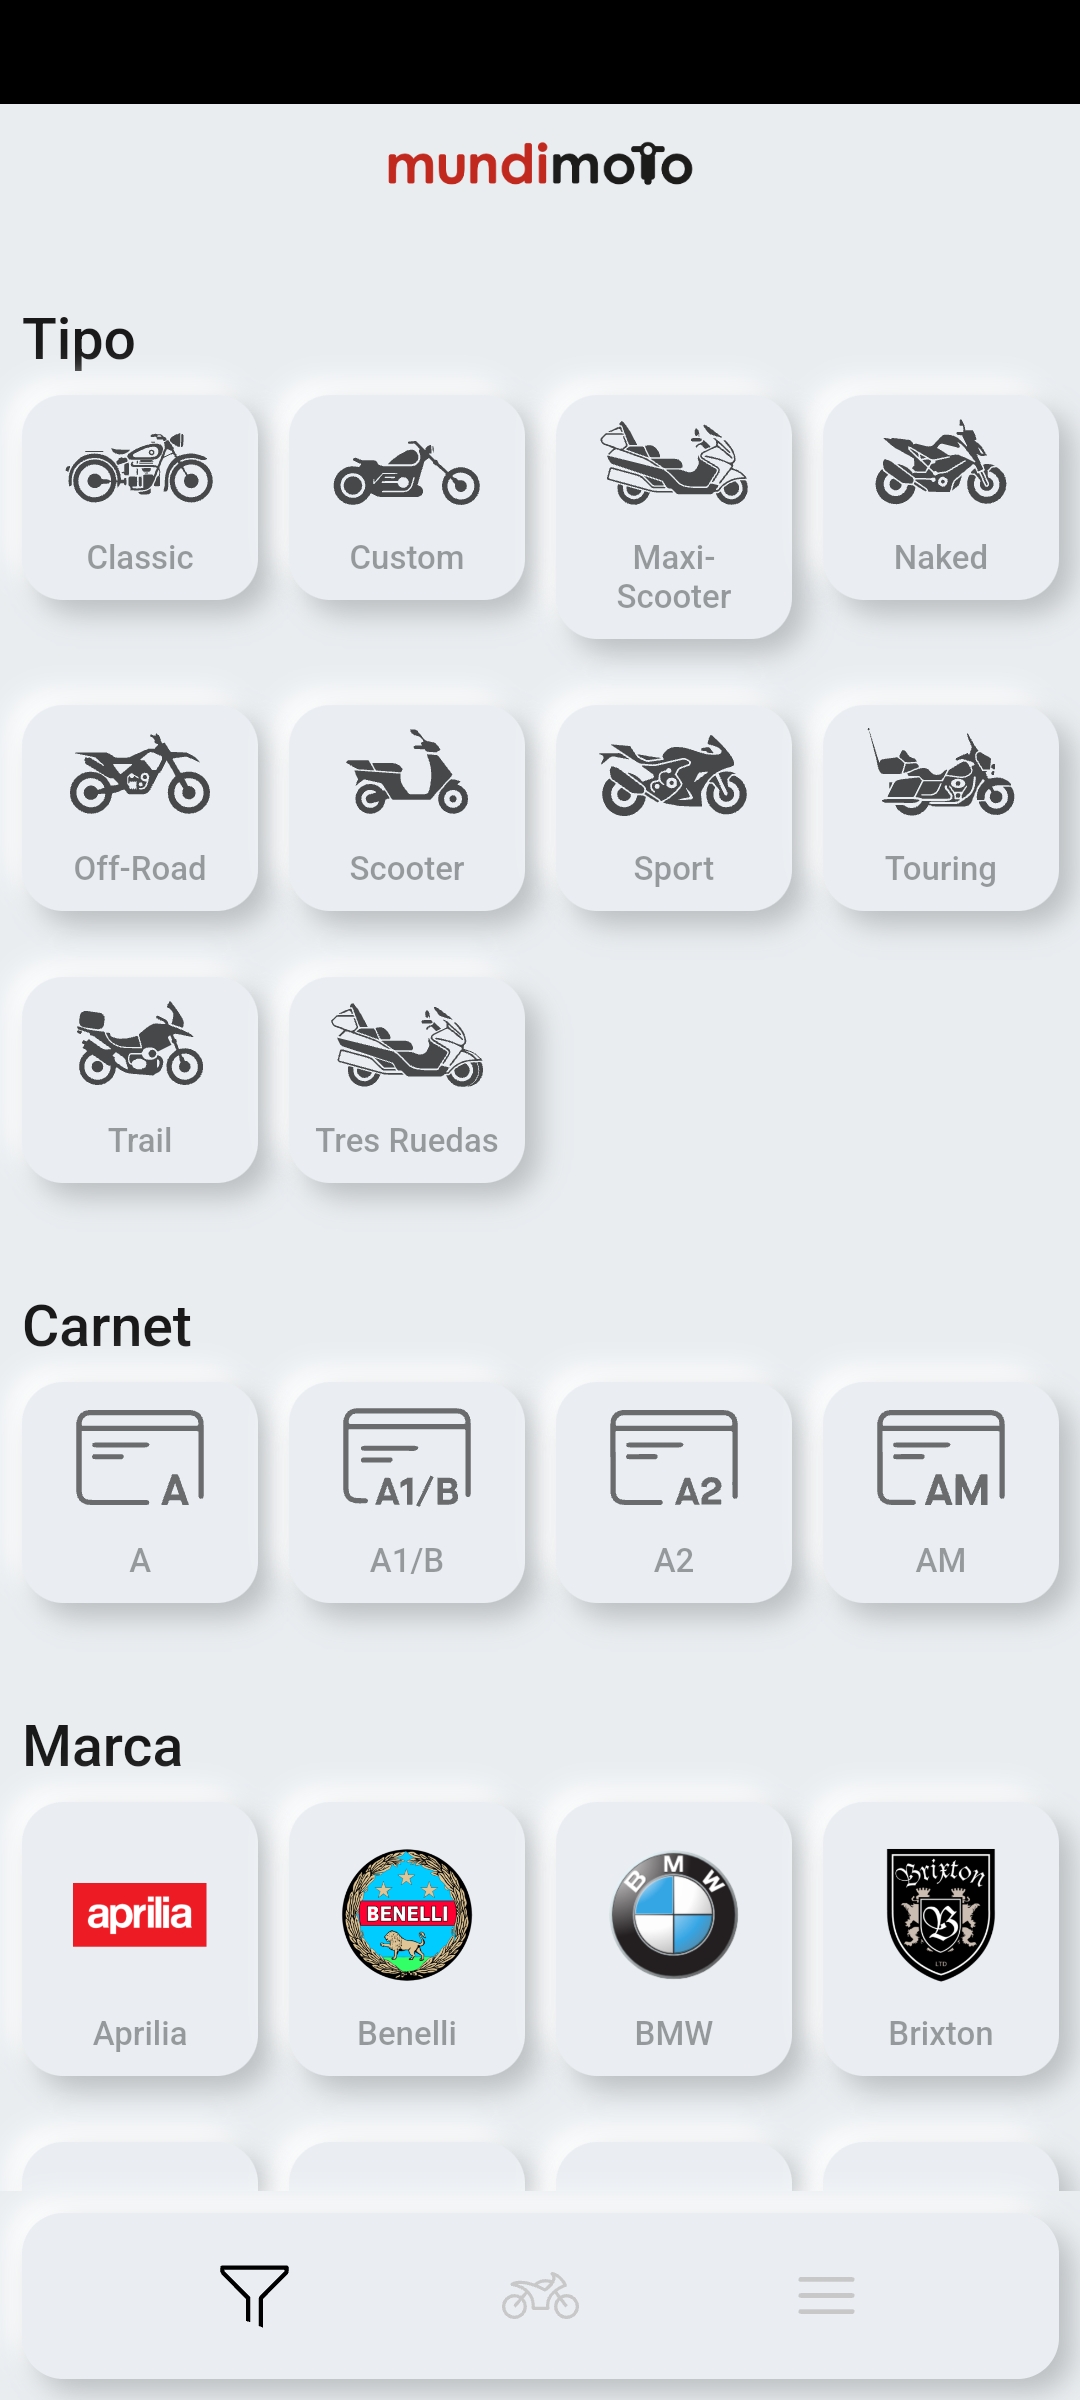 mundimoto
Tipo
Classic
Custom
Maxi-
Scooter
Naked
Off-Road
Scooter
Sport
Touring
Trail
Tres Ruedas
Carnet
A
A1/B
A2
AM
A
A1/B
A2
AM
Marca
aprilia
BENELLI
BMW
Brixton
B
LTD
Aprilia
Benelli
BMW
Brixton